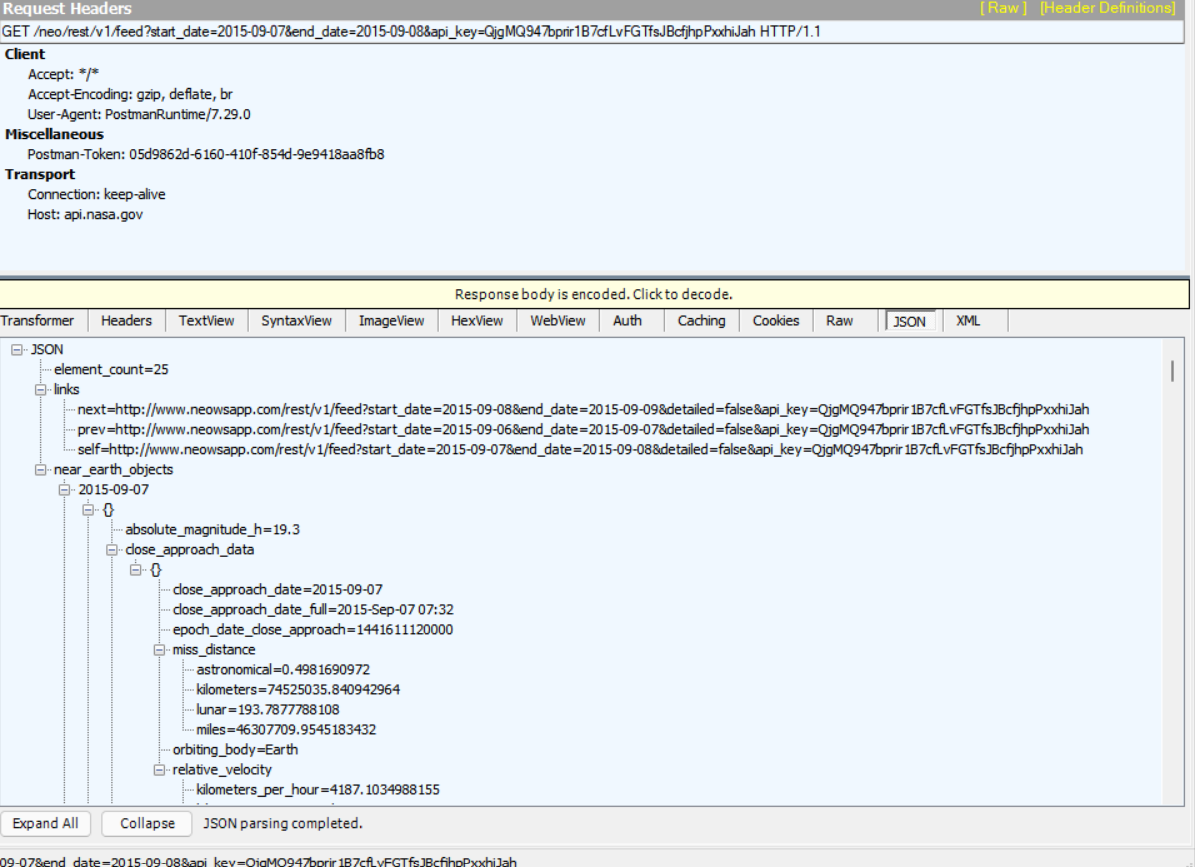 Request Headers [ Raw ] [Header Definitions]
GET /neo/rest/v1/feed?start_date=2015-09-07&end_date=2015-09-08&api_key=QjgMQ947bprir1B7cfLvFGTfsJBcfjhpPxxhiJah HTTP/1.1
Client
Accept: */*
Accept-Encoding: gzip, deflate, br
User-Agent: PostmanRuntime/7.29.0
Miscellaneous
Postman-Token: 05d9862d-6160-410f-854d-9e9418aa8fb8
Transport
Connection: keep-alive
Host: api.nasa.gov
Response body is encoded. Click to decode.
Transformer Headers TextView SyntaxView ImageView HexView WebView Auth Caching Cookies Raw JSON XML
JSON
element_count=25
links
next=http://www.neowsapp.com/rest/v1/feed?start_date=2015-09-08&end_date=2015-09-09&detailed=false&api_key=QjgMQ947bprir1B7cfLvFGTfsJBcfjhpPxxhiJah
prev=http://www.neowsapp.com/rest/v1/feed?start_date=2015-09-06&end_date=2015-09-07&detailed=false&api_key=QjgMQ947bprir1B7cfLvFGTfsJBcfjhpPxxhiJah
self=http://www.neowsapp.com/rest/v1/feed?start_date=2015-09-07&end_date=2015-09-08&detailed=false&api_key=QjgMQ947bprir1B7cfLvFGTfsJBcfjhpPxxhiJah
near_earth_objects
2015-09-07
{}
absolute_magnitude_h=19.3
close_approach_data
{}
close_approach_date=2015-09-07
close_approach_date_full=2015-Sep-07 07:32
epoch_date_close_approach=1441611120000
miss_distance
astronomical=0.4981690972
kilometers=74525035.840942964
lunar=193.7877788108
miles=46307709.9545183432
orbiting_body=Earth
relative_velocity
kilometers_per_hour=4187.1034988155
Expand All Collapse JSON parsing completed.
09-07&end_date=2015-09-08&api_key=QjgMQ947bprir1B7cfLvFGTfsJBcfjhpPxxhiJah